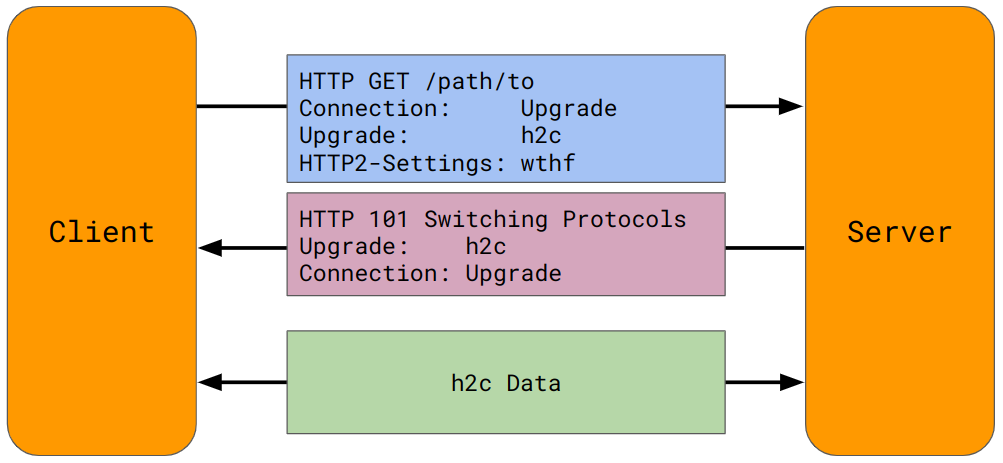 HTTP GET /path/to
Connection:     Upgrade
Upgrade:        h2c
HTTP2-Settings: wthf
HTTP 101 Switching Protocols
Upgrade:    h2c
Connection: Upgrade
Client
Server
h2c Data